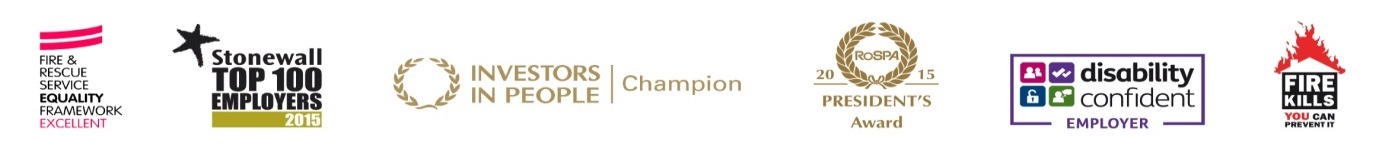 FIRE &
RESCUE
SERVICE
EQUALITY
FRAMEWORK
EXCELLENT
Stonewall
TOP 100
EMPLOYERS
2015
INVESTORS
IN PEOPLE
Champion
RoSPA
20 15
PRESIDENT'S
Award
disability
confident
EMPLOYER
FIRE
KILLS
YOU CAN
PREVENT IT